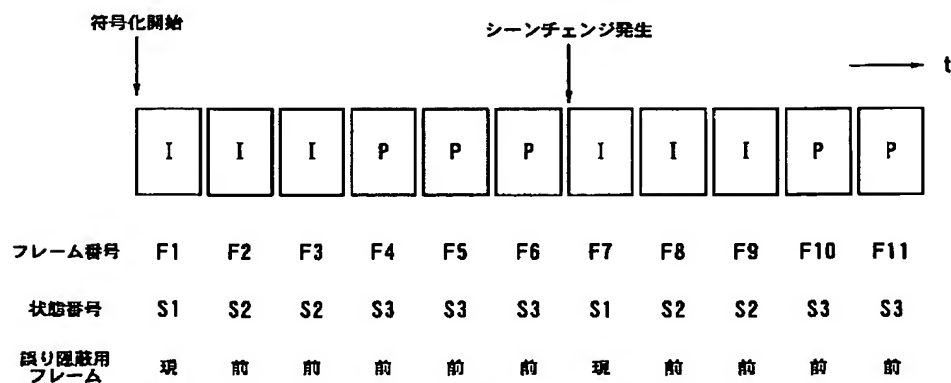 符号化開始
シーンチェンジ発生
t
I I I P P P I I I P P
フレーム番号 F1 F2 F3 F4 F5 F6 F7 F8 F9 F10 F11
状態番号 S1 S2 S2 S3 S3 S3 S1 S2 S2 S3 S3
誤り隠蔽用
フレーム 現 前 前 前 前 前 現 前 前 前 前